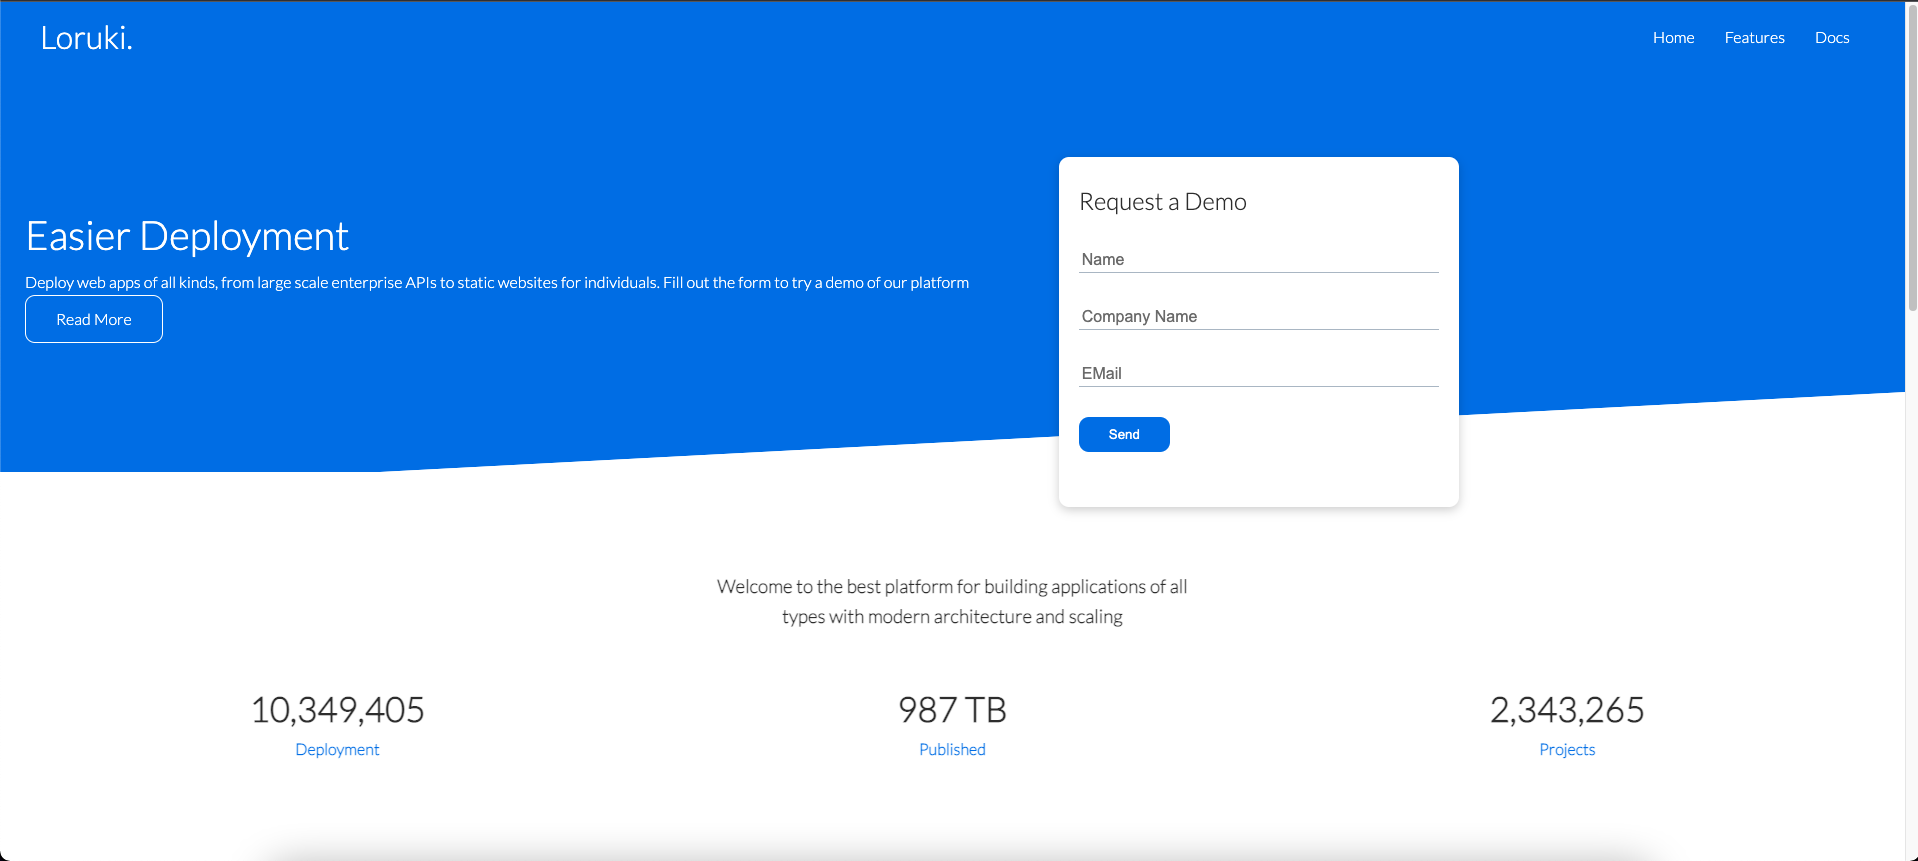 Loruki.
Home Features Docs
Easier Deployment
Deploy web apps of all kinds, from large scale enterprise APIs to static websites for individuals. Fill out the form to try a demo of our platform
Read More
Request a Demo
Name
Company Name
EMail
Send
Welcome to the best platform for building applications of all
types with modern architecture and scaling
10,349,405
Deployment
987 TB
Published
2,343,265
Projects